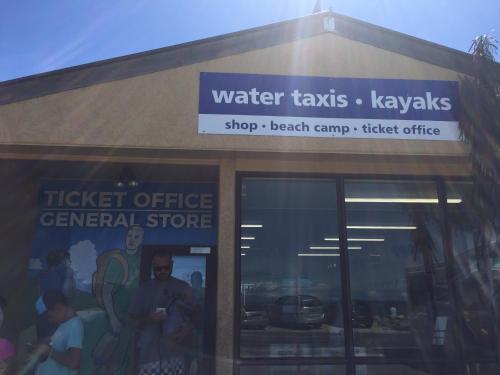 water taxis • kayaks
shop • beach camp • ticket office
TICKET OFFICE
GENERAL STORE